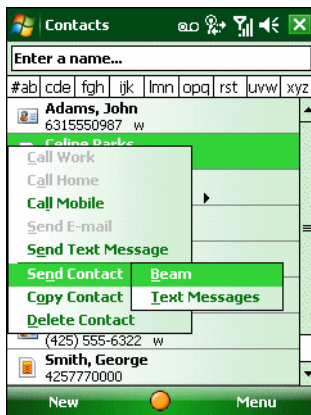 Contacts
Enter a name...
#ab cde fgh ijk lmn opq rst uvw xyz
Adams, John
6315550987 w
Celine Parks
Call Work
Call Home
Call Mobile
Send E-mail
Send Text Message
Send Contact Beam
Copy Contact Text Messages
Delete Contact
(425) 555-6322 w
Smith, George
4257770000
New Menu